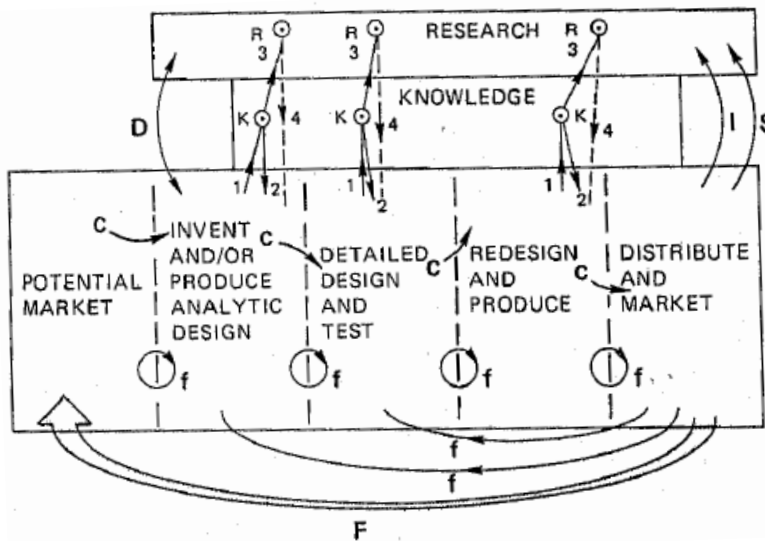 R R R
3 RESEARCH 3 3
KNOWLEDGE
D K 4 K 4 K 4 I S
1 2 1 2 1 2
C INVENT
AND/OR
PRODUCE
ANALYTIC
DESIGN
POTENTIAL
MARKET
C DETAILED
DESIGN
AND
TEST
C REDESIGN
AND
PRODUCE
C DISTRIBUTE
AND
MARKET
f f f f
f
f
F